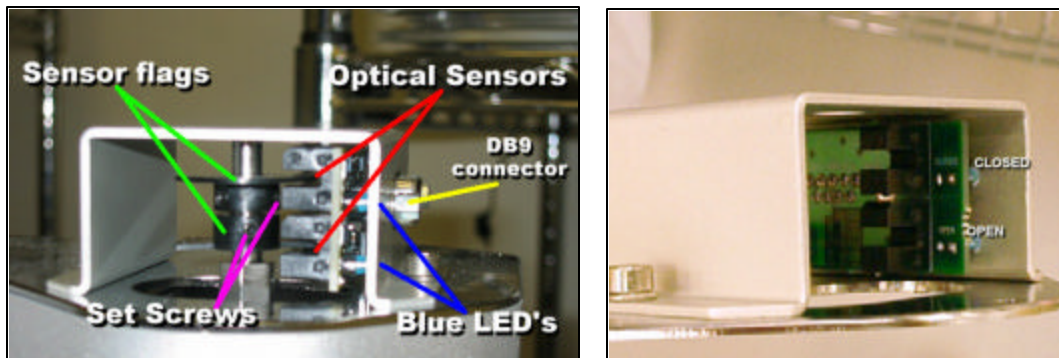 Sensor flags
Optical Sensors
DB9
connector
Set Screws
Blue LED's
CLOSED
OPEN